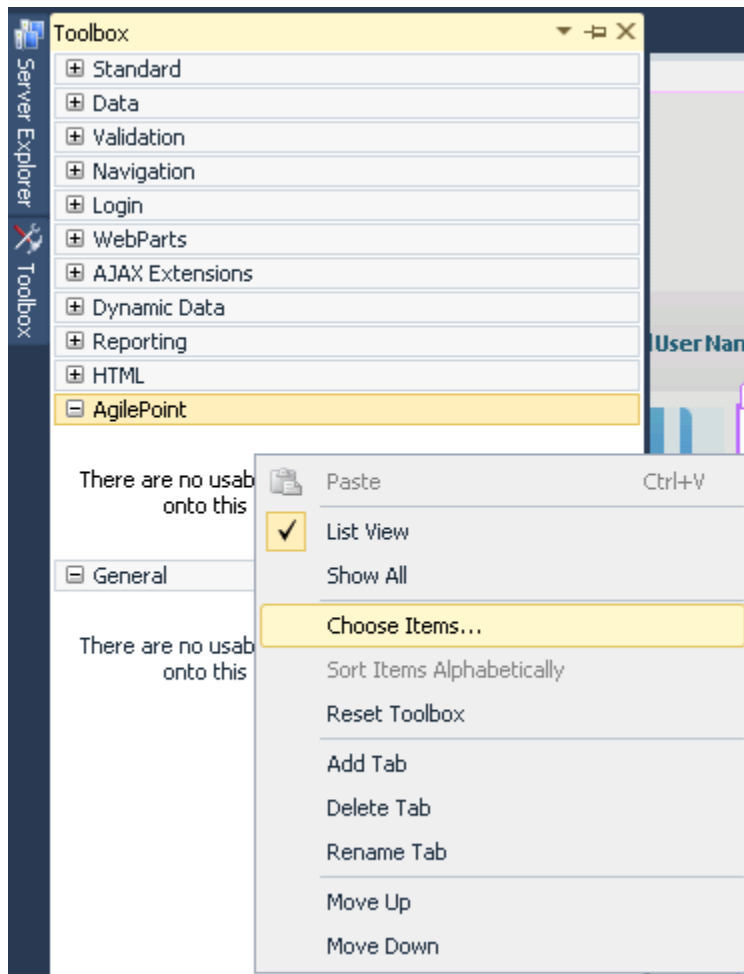 Toolbox
Server Explorer
Toolbox
Standard
Data
Validation
Navigation
Login
WebParts
AJAX Extensions
Dynamic Data
Reporting
HTML
AgilePoint
There are no usab
onto this
General
There are no usab
onto this
Paste Ctrl+V
List View
Show All
Choose Items...
Sort Items Alphabetically
Reset Toolbox
Add Tab
Delete Tab
Rename Tab
Move Up
Move Down
UserNan